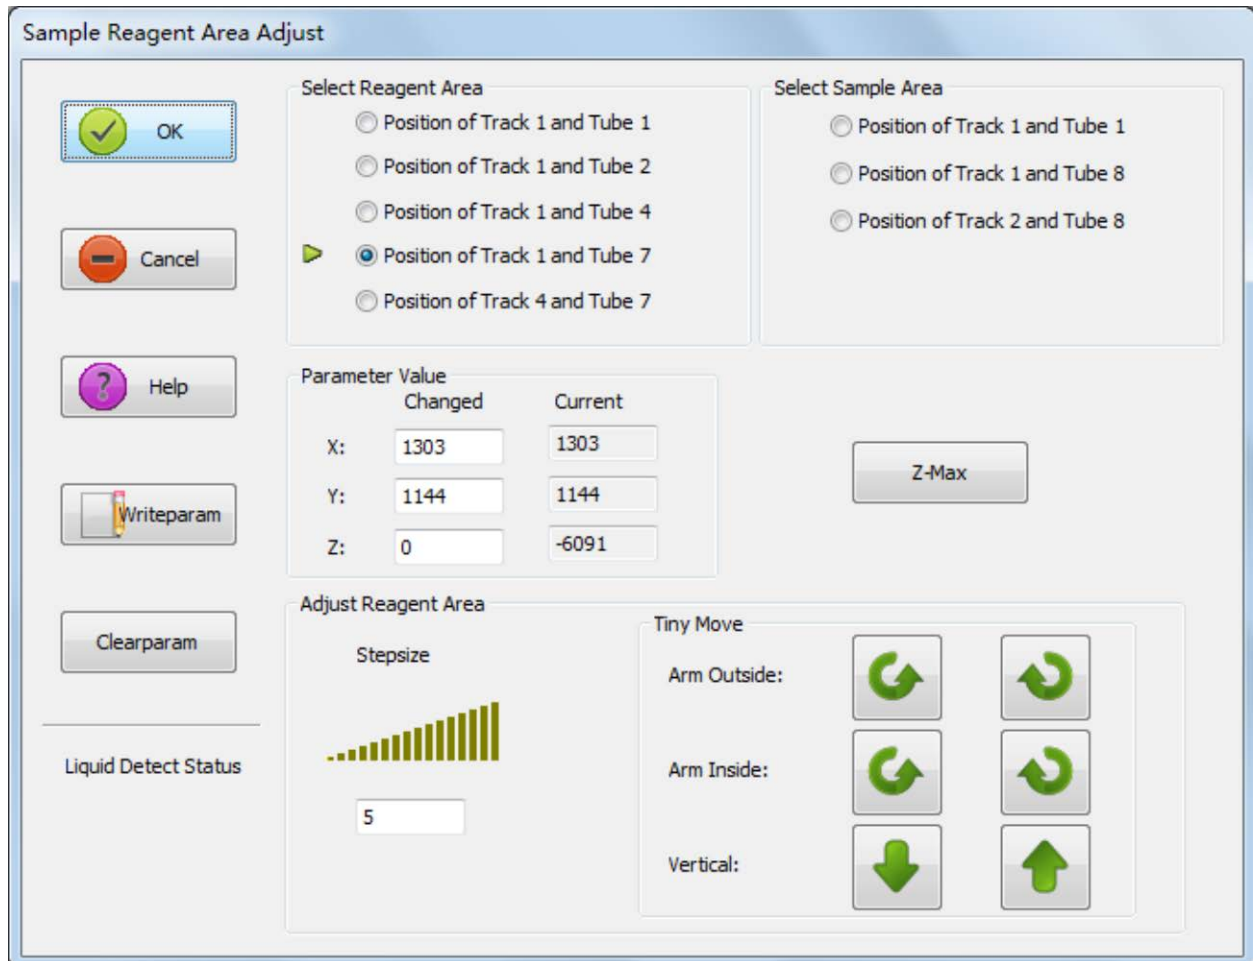 Sample Reagent Area Adjust
OK
Cancel
Help
Writeparam
Clearparam
Liquid Detect Status
Select Reagent Area
Position of Track 1 and Tube 1
Position of Track 1 and Tube 2
Position of Track 1 and Tube 4
Position of Track 1 and Tube 7
Position of Track 4 and Tube 7
Select Sample Area
Position of Track 1 and Tube 1
Position of Track 1 and Tube 8
Position of Track 2 and Tube 8
Parameter Value
Changed Current
X: 1303 1303
Y: 1144 1144
Z: 0 -6091
Z-Max
Adjust Reagent Area
Stepsize
5
Tiny Move
Arm Outside:
Arm Inside:
Vertical: